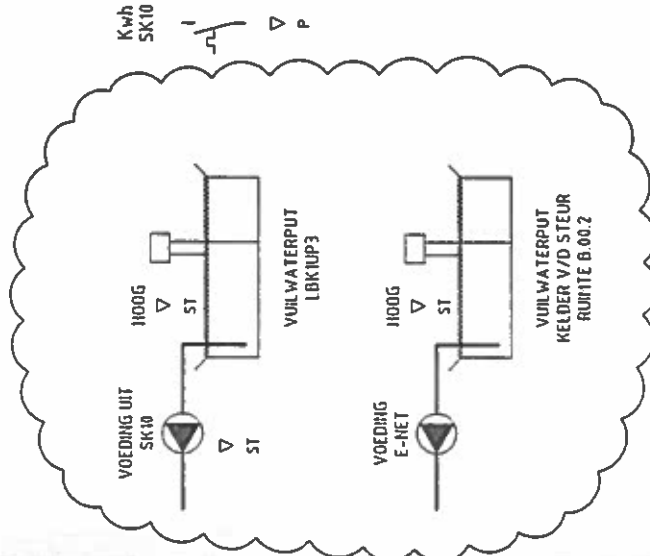 Kwh
SK10
P
HOOG
ST
VUILWATERPUT
LBK1UP3
VOEDING UIT
SK10
ST
HOOG
ST
VUILWATERPUT
KELDER V/D STEUR
RUIMTE B.00.2
VOEDING
E-NET